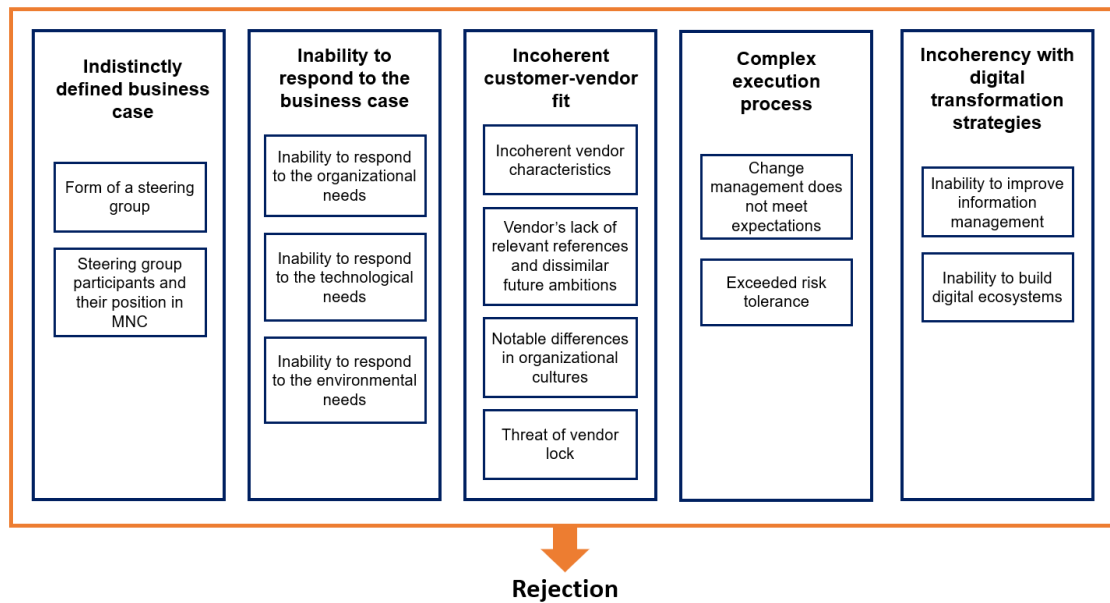 Indistinctly
defined business
case
Form of a steering
group
Steering group
participants and
their position in
MNC
Inability to
respond to the
business case
Inability to respond
to the organizational
needs
Inability to respond
to the technological
needs
Inability to respond
to the environmental
needs
Incoherent
customer-vendor
fit
Incoherent vendor
characteristics
Vendor’s lack of
relevant references
and dissimilar
future ambitions
Notable differences
in organizational
cultures
Threat of vendor
lock
Complex
execution
process
Change
management does
not meet
expectations
Exceeded risk
tolerance
Incoherency with
digital
transformation
strategies
Inability to improve
information
management
Inability to build
digital ecosystems
Rejection